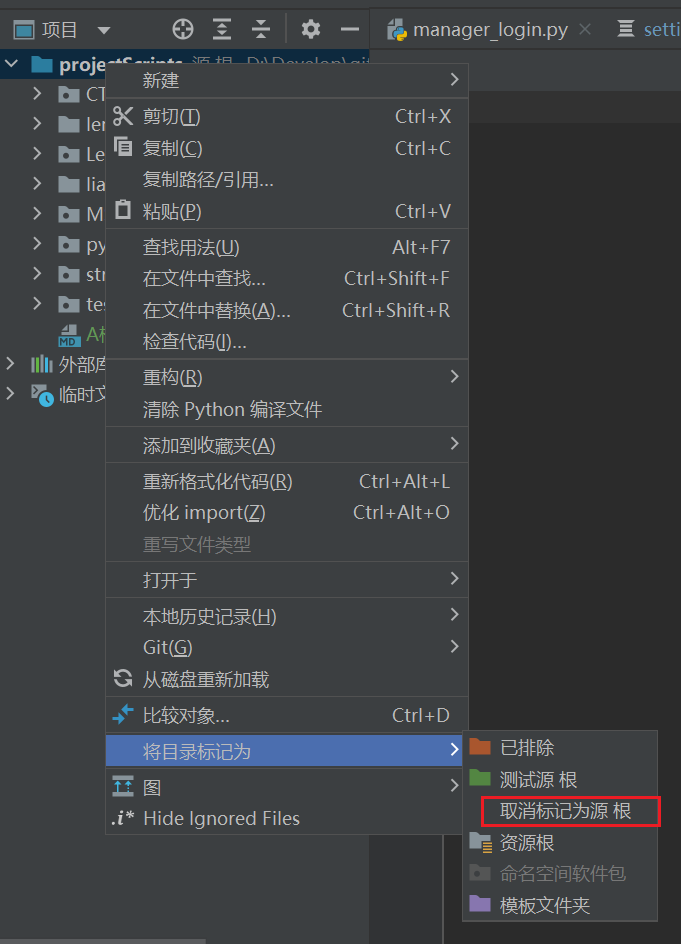 项目
manager_login.py
projectScripts 源 根 D:\Develop\git
新建
剪切(T) Ctrl+X
复制(C) Ctrl+C
复制路径/引用...
粘贴(P) Ctrl+V
查找用法(U) Alt+F7
在文件中查找... Ctrl+Shift+F
在文件中替换(A)... Ctrl+Shift+R
检查代码(I)...
重构(R)
清除 Python 编译文件
添加到收藏夹(A)
重新格式化代码(R) Ctrl+Alt+L
优化 import(Z) Ctrl+Alt+O
重写文件类型
打开于
本地历史记录(H)
Git(G)
从磁盘重新加载
比较对象... Ctrl+D
将目录标记为
图
.i* Hide Ignored Files
CT
len
Le
lia
M
py
str
tes
MD A
外部库
临时文
已排除
测试源 根
取消标记为源 根
资源根
命名空间软件包
模板文件夹